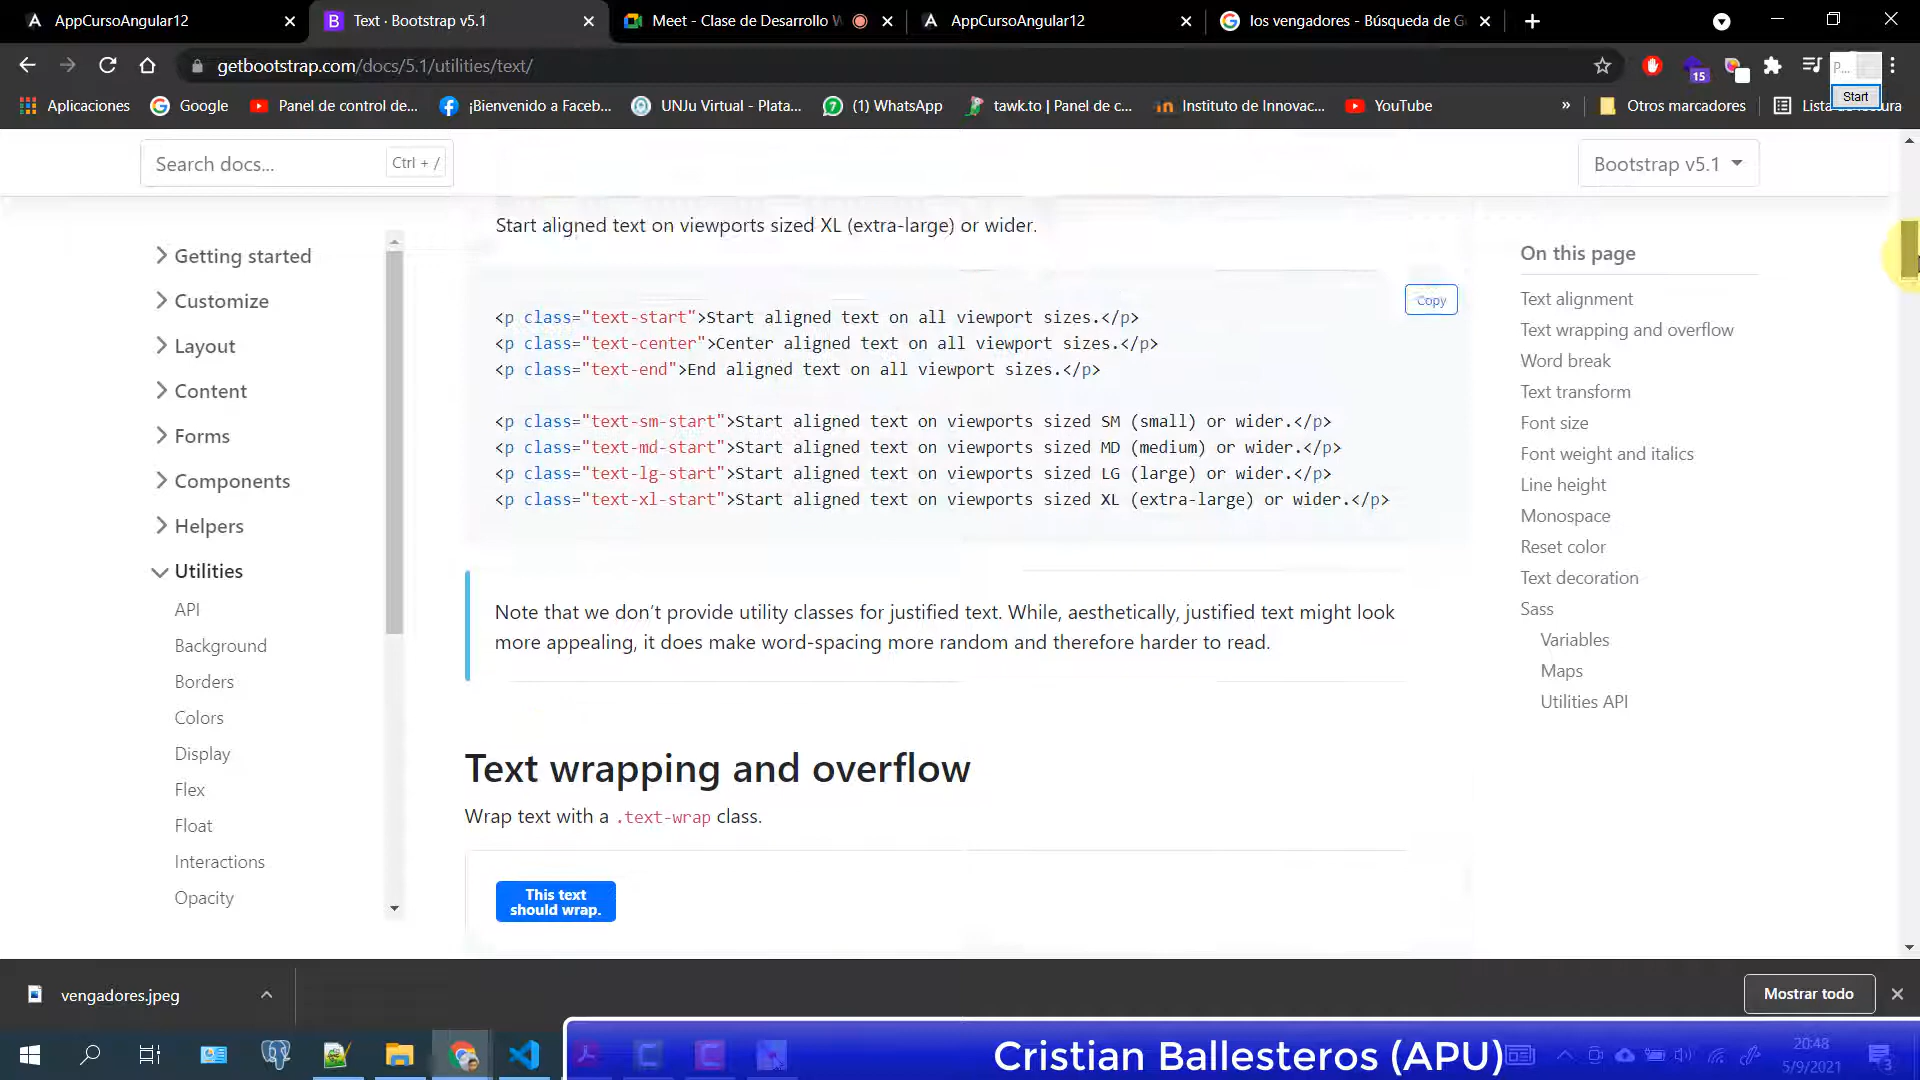 AppCursoAngular12
Text · Bootstrap v5.1
Meet - Clase de Desarrollo W
AppCursoAngular12
los vengadores - Búsqueda de G
getbootstrap.com/docs/5.1/utilities/text/
15
P...
Start
Aplicaciones
Google
Panel de control de...
¡Bienvenido a Faceb...
UNJu Virtual - Plata...
(1) WhatsApp
tawk.to | Panel de c...
Instituto de Innovac...
YouTube
»
Otros marcadores
Lista de lectura
Search docs...
Ctrl + /
Bootstrap v5.1
Getting started
Customize
Layout
Content
Forms
Components
Helpers
Utilities
API
Background
Borders
Colors
Display
Flex
Float
Interactions
Opacity
Start aligned text on viewports sized XL (extra-large) or wider.
Copy
<p class="text-start">Start aligned text on all viewport sizes.</p>
<p class="text-center">Center aligned text on all viewport sizes.</p>
<p class="text-end">End aligned text on all viewport sizes.</p>
<p class="text-sm-start">Start aligned text on viewports sized SM (small) or wider.</p>
<p class="text-md-start">Start aligned text on viewports sized MD (medium) or wider.</p>
<p class="text-lg-start">Start aligned text on viewports sized LG (large) or wider.</p>
<p class="text-xl-start">Start aligned text on viewports sized XL (extra-large) or wider.</p>
Note that we don’t provide utility classes for justified text. While, aesthetically, justified text might look
more appealing, it does make word-spacing more random and therefore harder to read.
Text wrapping and overflow
Wrap text with a .text-wrap class.
This text
should wrap.
On this page
Text alignment
Text wrapping and overflow
Word break
Text transform
Font size
Font weight and italics
Line height
Monospace
Reset color
Text decoration
Sass
Variables
Maps
Utilities API
vengadores.jpeg
Mostrar todo
Cristian Ballesteros (APU)
20:48
5/9/2021
3